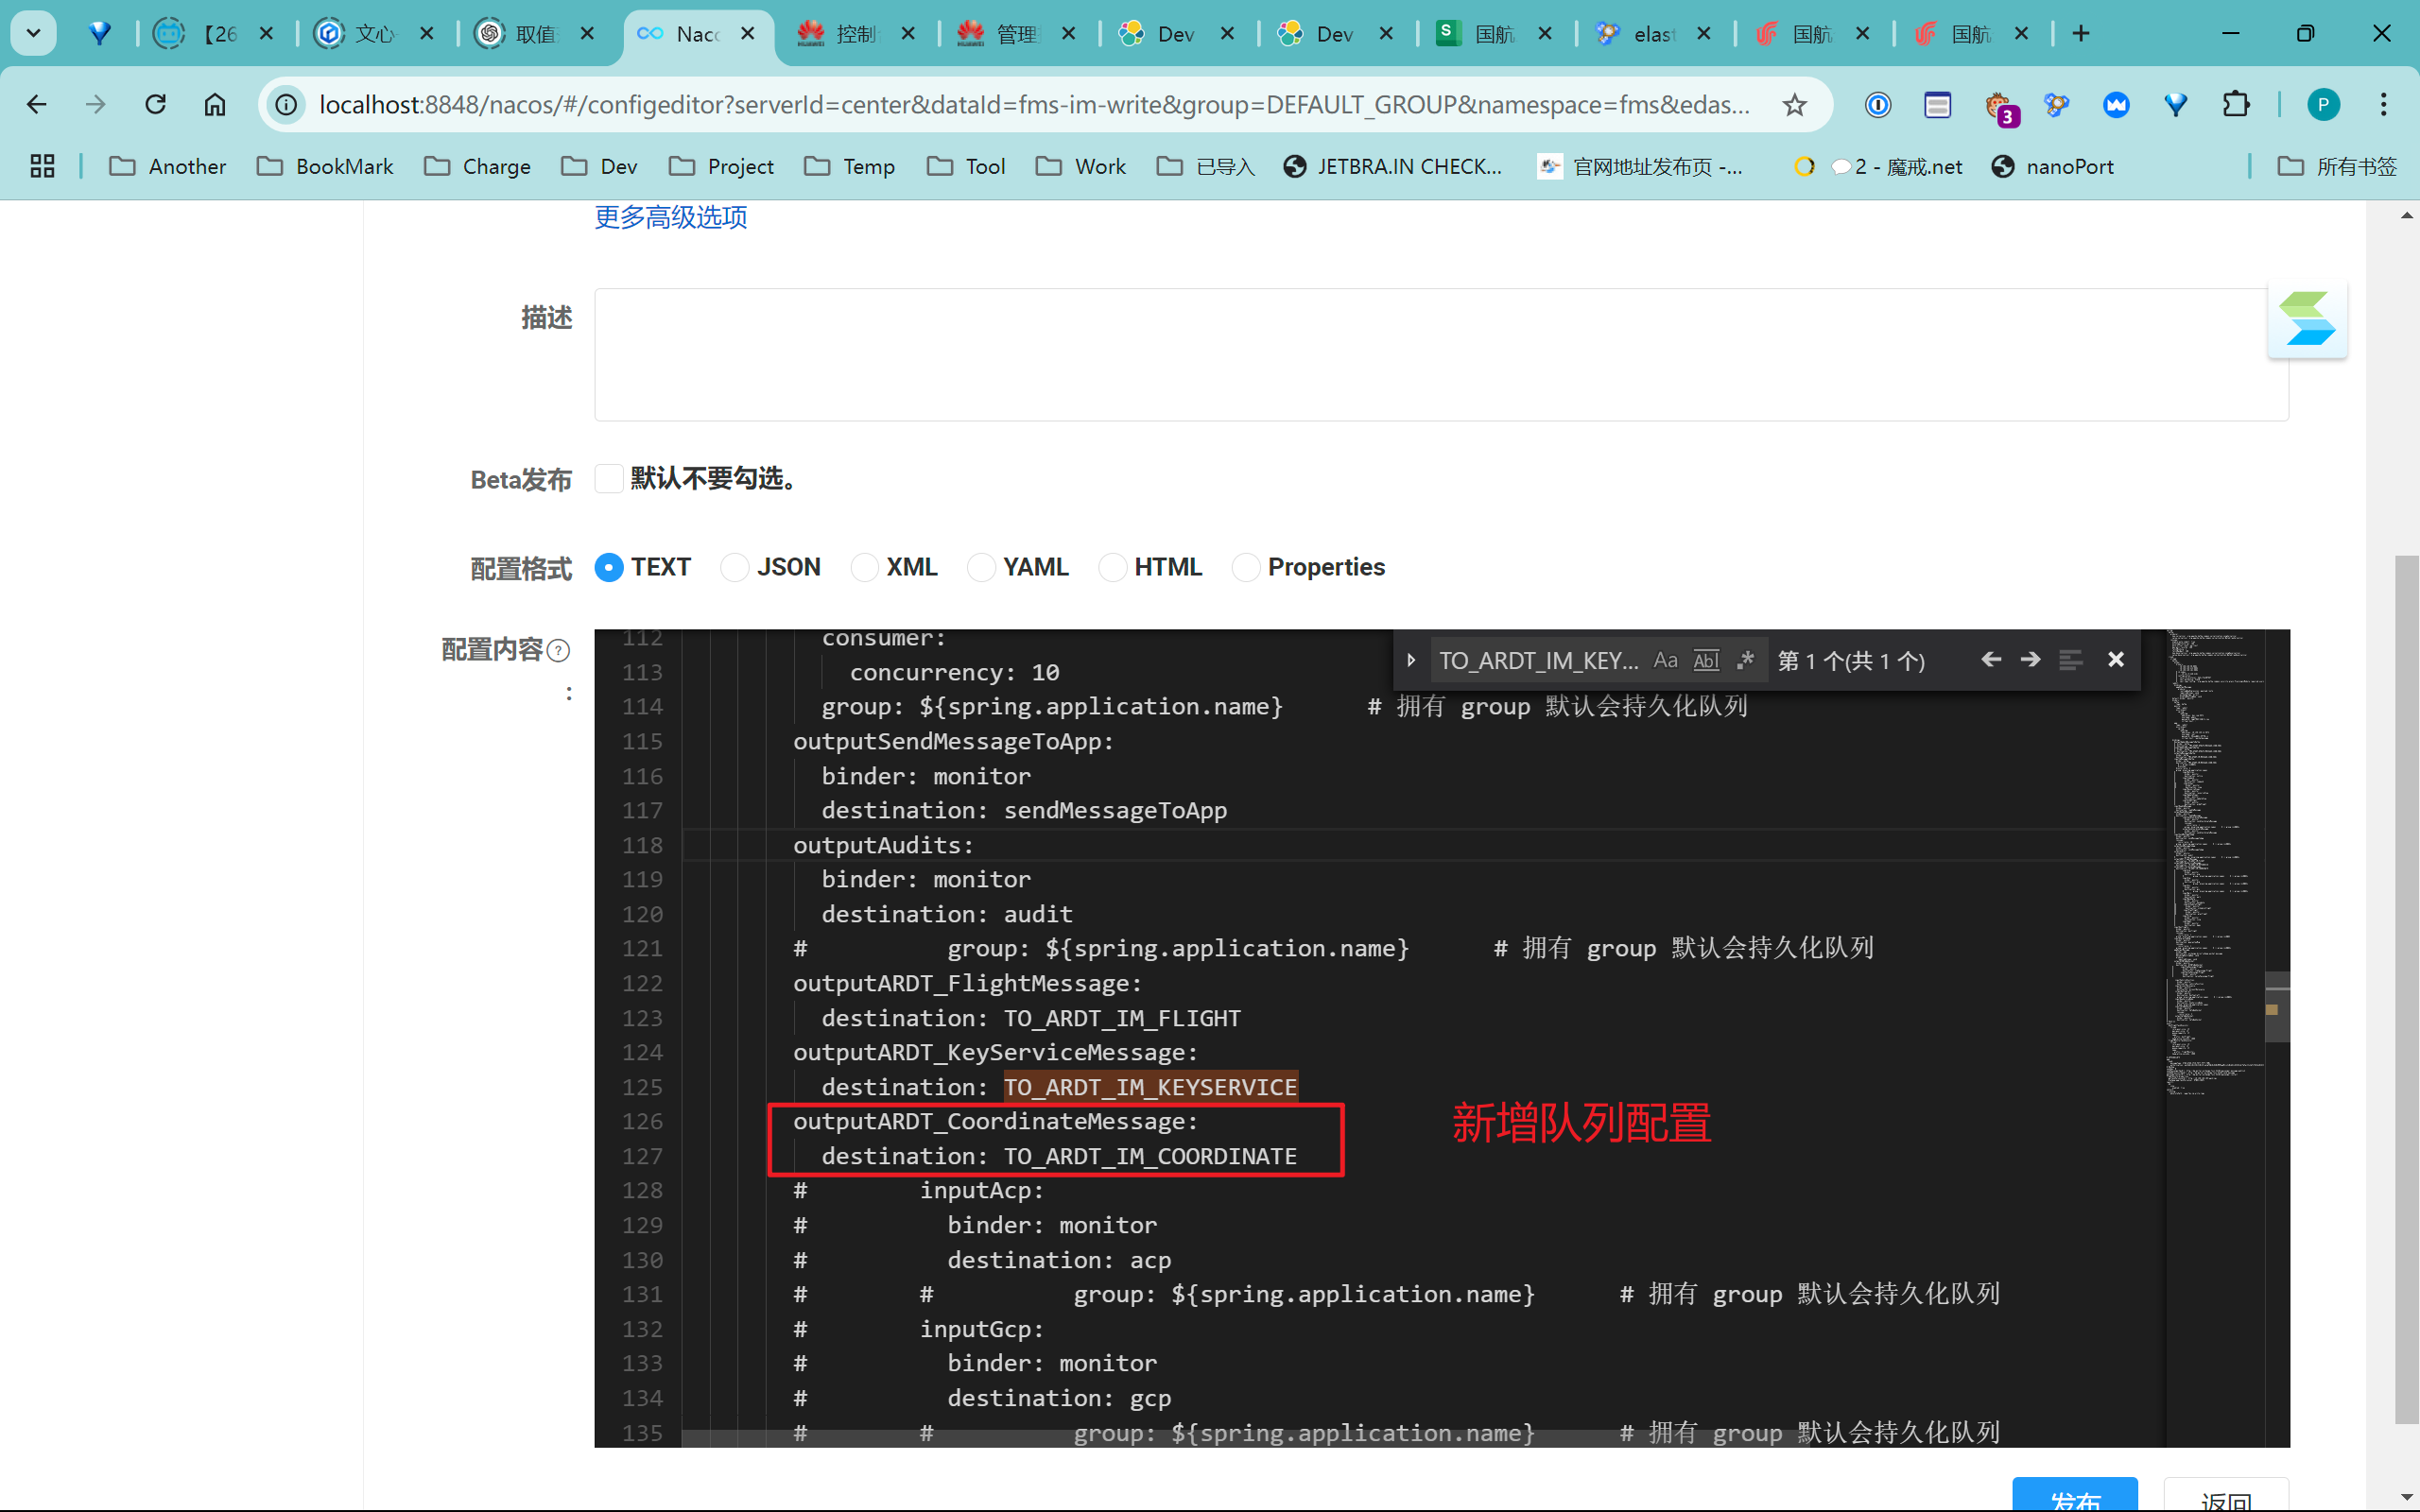 【26
文心
取值
Nacc
控制
管理
Dev
Dev
国航
elast
国航
国航
localhost:8848/nacos/#/configeditor?serverId=center&dataId=fms-im-write&group=DEFAULT_GROUP&namespace=fms&edas...
3
P
Another
BookMark
Charge
Dev
Project
Temp
Tool
Work
已导入
JETBRA.IN CHECK...
官网地址发布页 -...
2 - 魔戒.net
nanoPort
所有书签
更多高级选项
描述
Beta发布 默认不要勾选。
配置格式 TEXT JSON XML YAML HTML Properties
配置内容? :
TO_ARDT_IM_KEY... Aa Abl .* 第 1 个(共 1 个)
112 consumer:
113 concurrency: 10
114 group: ${spring.application.name} # 拥有 group 默认会持久化队列
115 outputSendMessageToApp:
116 binder: monitor
117 destination: sendMessageToApp
118 outputAudits:
119 binder: monitor
120 destination: audit
121 # group: ${spring.application.name} # 拥有 group 默认会持久化队列
122 outputARDT_FlightMessage:
123 destination: TO_ARDT_IM_FLIGHT
124 outputARDT_KeyServiceMessage:
125 destination: TO_ARDT_IM_KEYSERVICE
126 outputARDT_CoordinateMessage:
127 destination: TO_ARDT_IM_COORDINATE
新增队列配置
128 # inputAcp:
129 # binder: monitor
130 # destination: acp
131 # # group: ${spring.application.name} # 拥有 group 默认会持久化队列
132 # inputGcp:
133 # binder: monitor
134 # destination: gcp
135 # # group: ${spring.application.name} # 拥有 group 默认会持久化队列
发布
返回